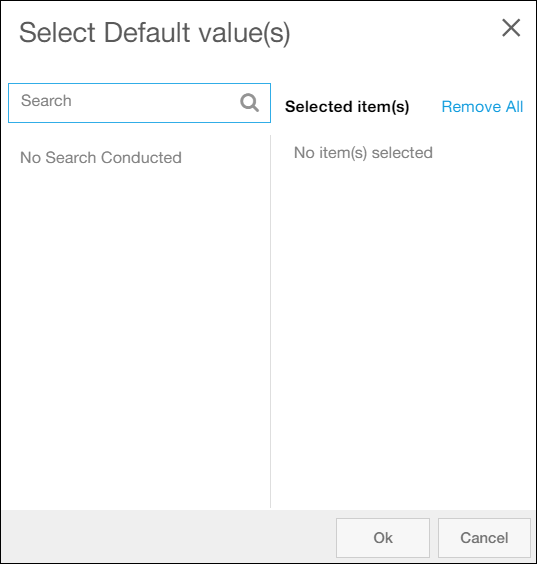 Select Default value(s)
Search
Selected item(s)
Remove All
No Search Conducted
No item(s) selected
Ok
Cancel